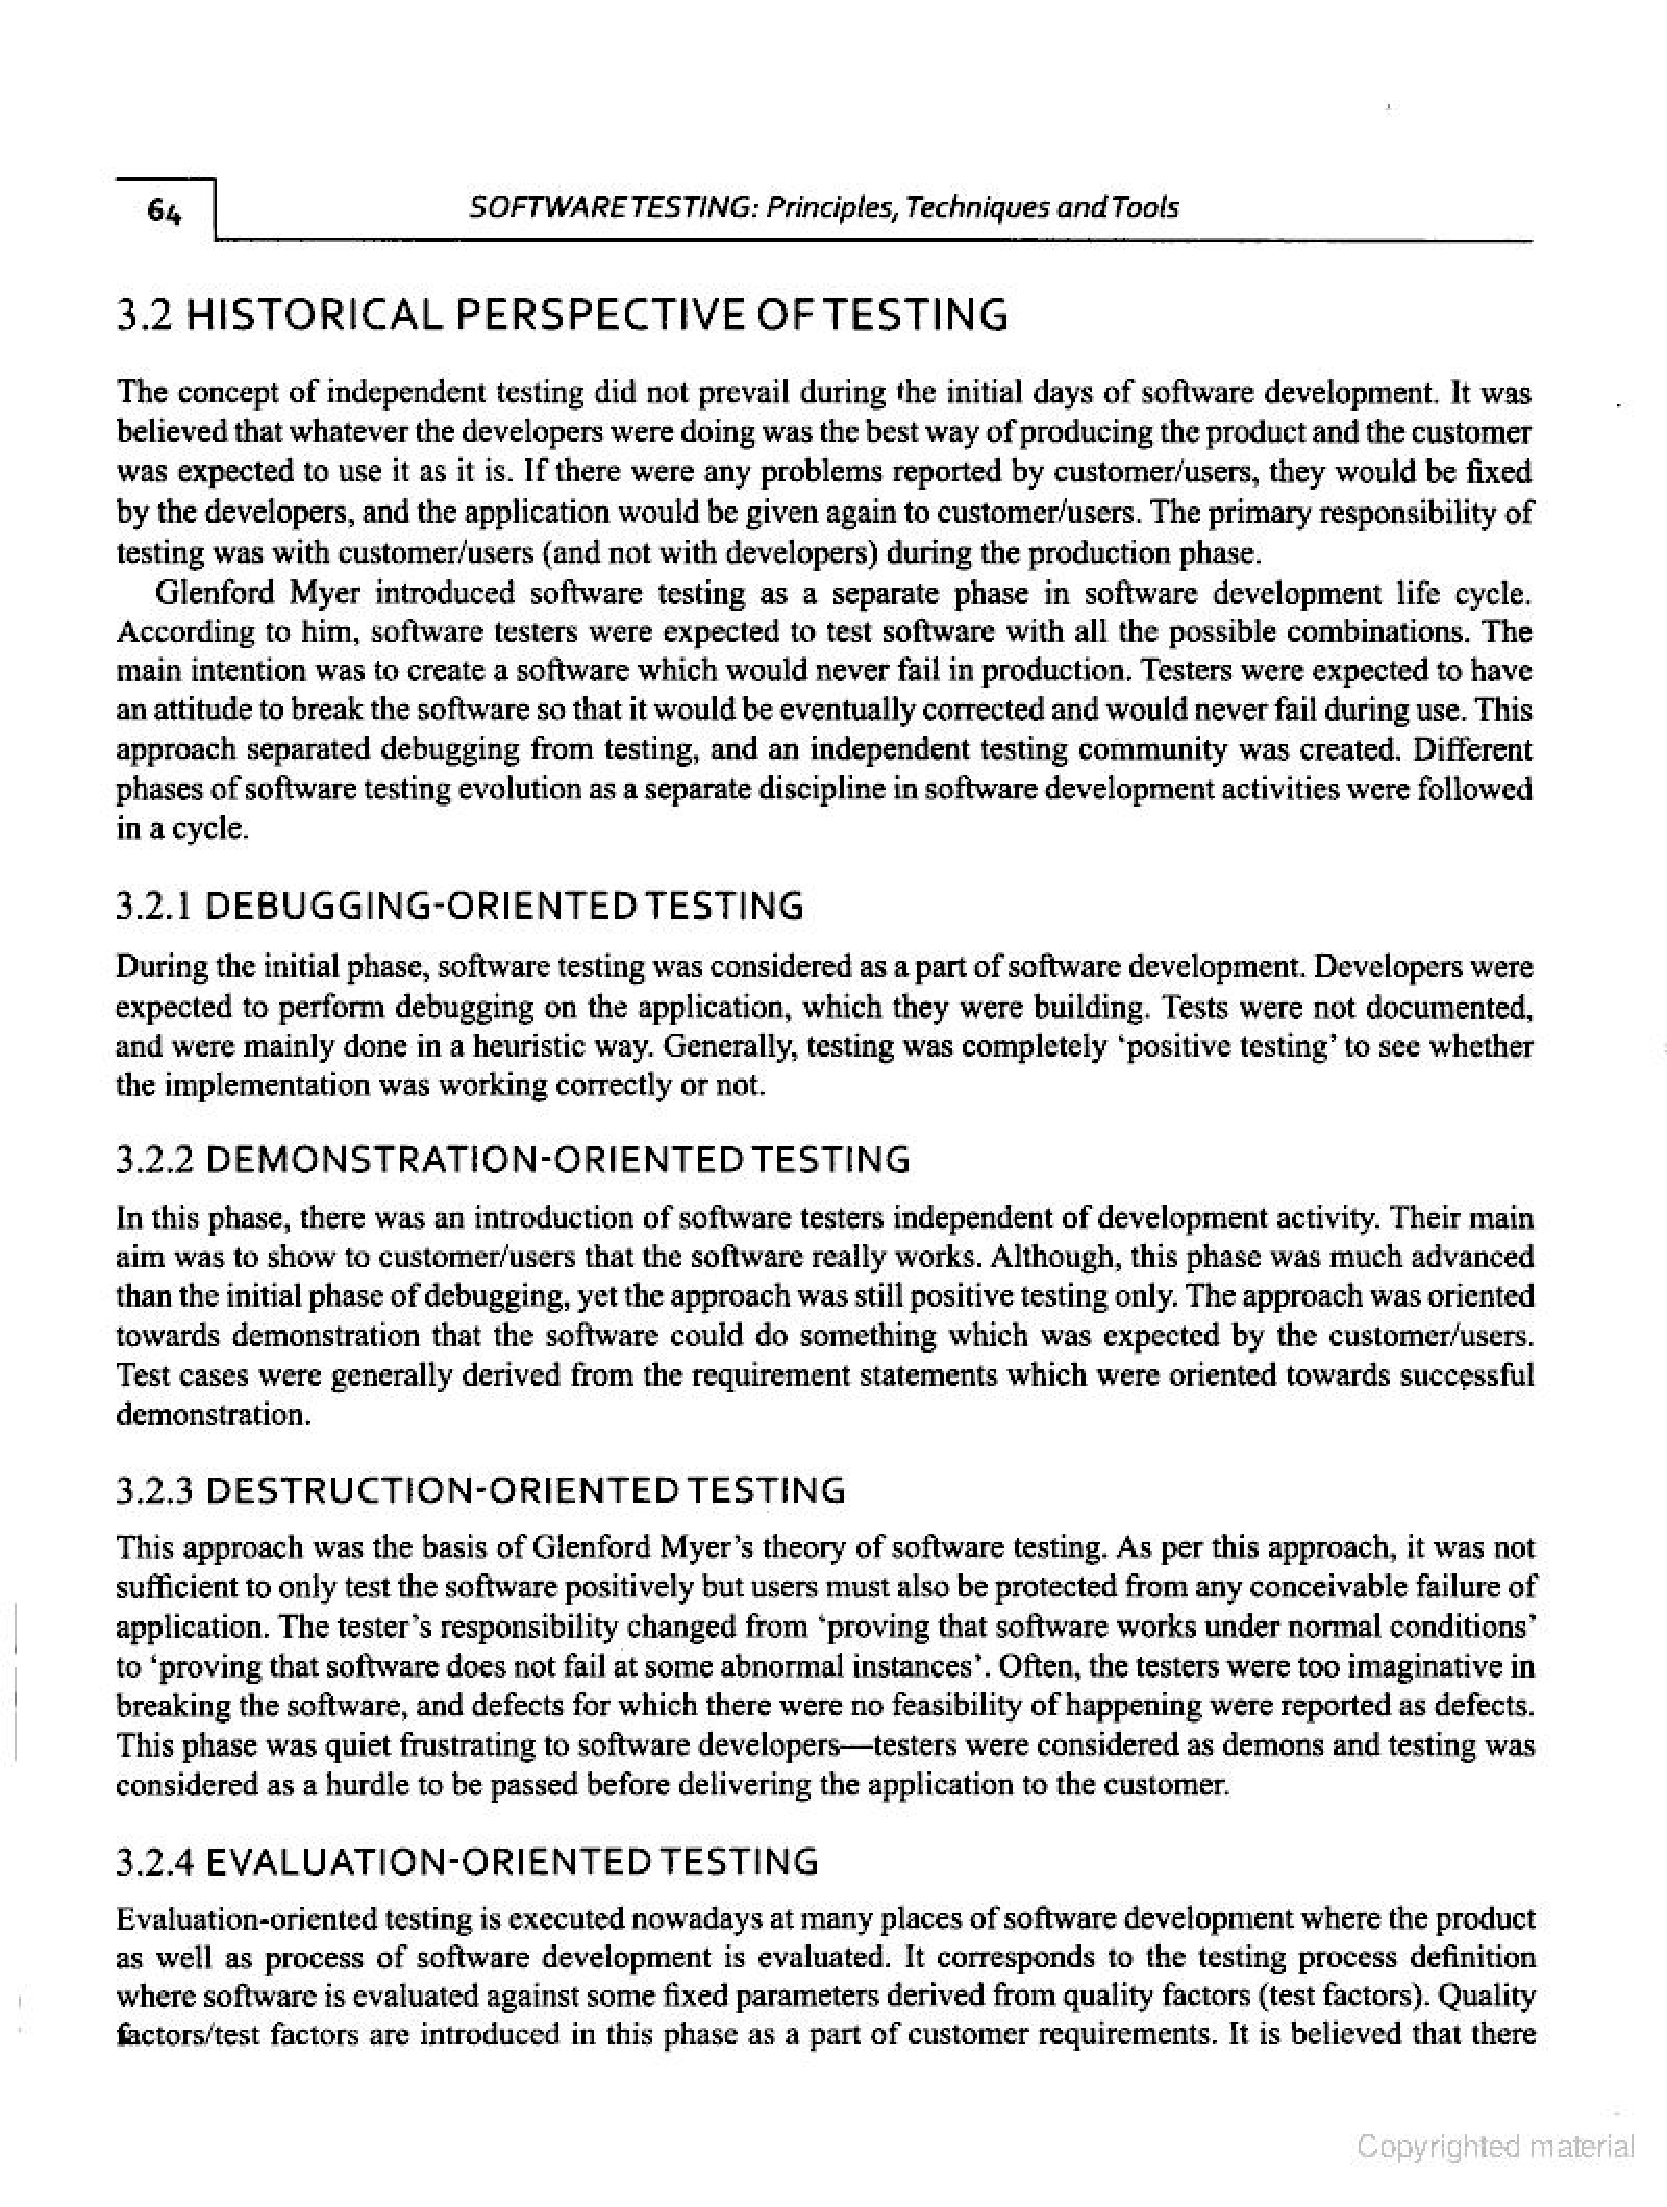 64
SOFTWARE TESTING: Principles, Techniques and Tools
3.2 HISTORICAL PERSPECTIVE OF TESTING
The concept of independent testing did not prevail during the initial days of software development. It was
believed that whatever the developers were doing was the best way of producing the product and the customer
was expected to use it as it is. If there were any problems reported by customer/users, they would be fixed
by the developers, and the application would be given again to customer/users. The primary responsibility of
testing was with customer/users (and not with developers) during the production phase.
Glenford Myer introduced software testing as a separate phase in software development life cycle.
According to him, software testers were expected to test software with all the possible combinations. The
main intention was to create a software which would never fail in production. Testers were expected to have
an attitude to break the software so that it would be eventually corrected and would never fail during use. This
approach separated debugging from testing, and an independent testing community was created. Different
phases of software testing evolution as a separate discipline in software development activities were followed
in a cycle.
3.2.1 DEBUGGING-ORIENTED TESTING
During the initial phase, software testing was considered as a part of software development. Developers were
expected to perform debugging on the application, which they were building. Tests were not documented,
and were mainly done in a heuristic way. Generally, testing was completely ‘positive testing’ to see whether
the implementation was working correctly or not.
3.2.2 DEMONSTRATION-ORIENTED TESTING
In this phase, there was an introduction of software testers independent of development activity. Their main
aim was to show to customer/users that the software really works. Although, this phase was much advanced
than the initial phase of debugging, yet the approach was still positive testing only. The approach was oriented
towards demonstration that the software could do something which was expected by the customer/users.
Test cases were generally derived from the requirement statements which were oriented towards successful
demonstration.
3.2.3 DESTRUCTION-ORIENTED TESTING
This approach was the basis of Glenford Myer’s theory of software testing. As per this approach, it was not
sufficient to only test the software positively but users must also be protected from any conceivable failure of
application. The tester’s responsibility changed from ‘proving that software works under normal conditions’
to ‘proving that software does not fail at some abnormal instances’. Often, the testers were too imaginative in
breaking the software, and defects for which there were no feasibility of happening were reported as defects.
This phase was quiet frustrating to software developers—testers were considered as demons and testing was
considered as a hurdle to be passed before delivering the application to the customer.
3.2.4 EVALUATION-ORIENTED TESTING
Evaluation-oriented testing is executed nowadays at many places of software development where the product
as well as process of software development is evaluated. It corresponds to the testing process definition
where software is evaluated against some fixed parameters derived from quality factors (test factors). Quality
factors/test factors are introduced in this phase as a part of customer requirements. It is believed that there
Copyrighted material